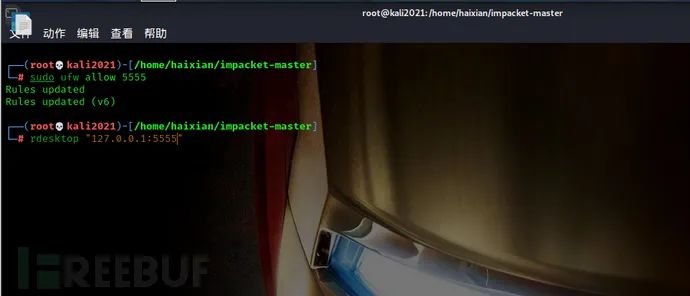 root@kali2021:/home/haixian/impacket-master
文件 动作 编辑 查看 帮助
┌──(root💀kali2021)-[/home/haixian/impacket-master]
└─# sudo ufw allow 5555
Rules updated
Rules updated (v6)
┌──(root💀kali2021)-[/home/haixian/impacket-master]
└─# rdesktop "127.0.0.1:5555"
FREEBUF